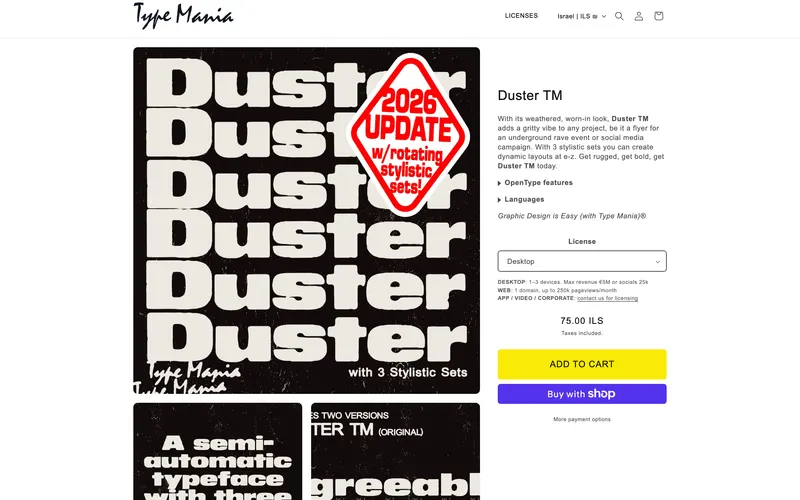 Type Mania
LICENSES
Israel | ILS ₪
Duster
Duster
Duster
Duster
Duster
Duster
2026
UPDATE
w/rotating
stylistic
sets!
Type Mania
Type Mania
with 3 Stylistic Sets
A semi-
automatic
typeface
with three
ES TWO VERSIONS
TER TM (ORIGINAL)
greeabl
Duster TM
With its weathered, worn-in look, Duster TM
adds a gritty vibe to any project, be it a flyer for
an underground rave event or social media
campaign. With 3 stylistic sets you can create
dynamic layouts at e-z. Get rugged, get bold, get
Duster TM today.
OpenType features
Languages
Graphic Design is Easy (with Type Mania)®
License
Desktop
DESKTOP: 1–3 devices. Max revenue €5M or socials 25k
WEB: 1 domain, up to 250k pageviews/month
APP / VIDEO / CORPORATE: contact us for licensing
75.00 ILS
Taxes included.
ADD TO CART
Buy with shop
More payment options